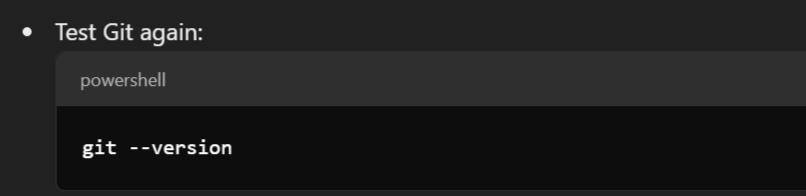 Test Git again:
powershell
git --version